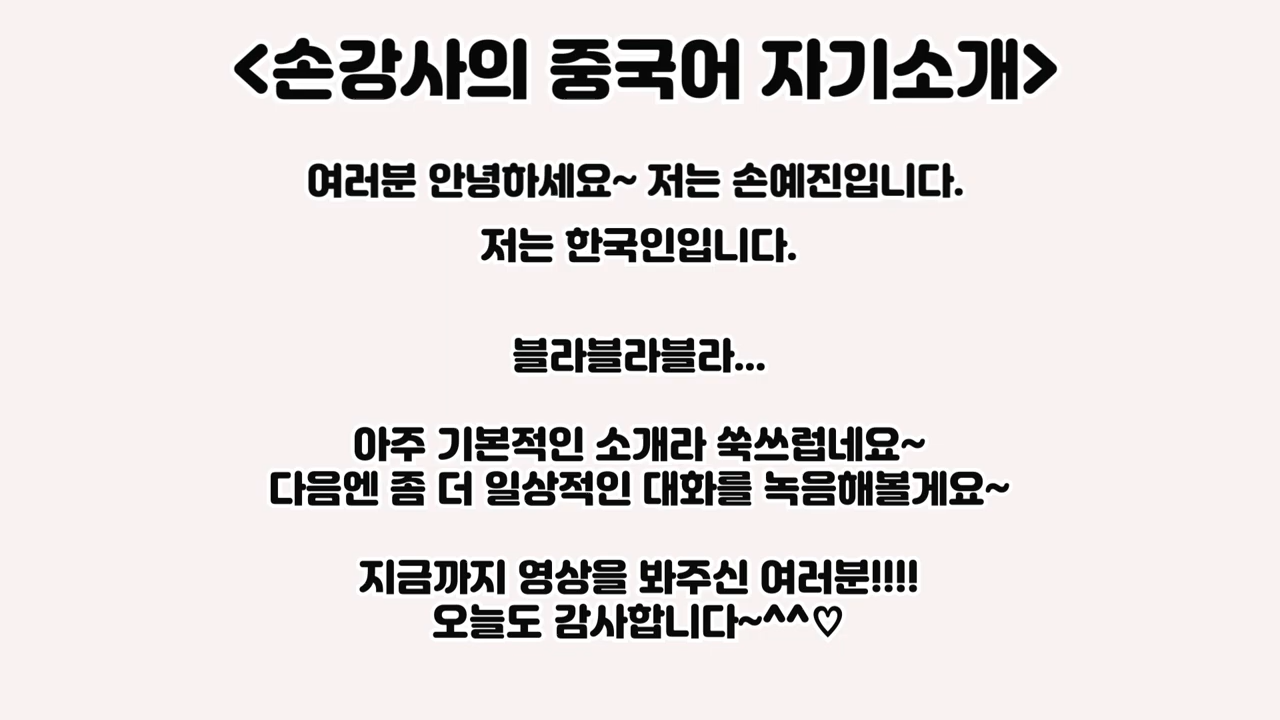 <손강사의 중국어 자기소개>
여러분 안녕하세요~ 저는 손예진입니다.
저는 한국인입니다.
블라블라블라...
아주 기본적인 소개라 쑥쓰럽네요~
다음엔 좀 더 일상적인 대화를 녹음해볼게요~
지금까지 영상을 봐주신 여러분!!!!
오늘도 감사합니다~^^♡